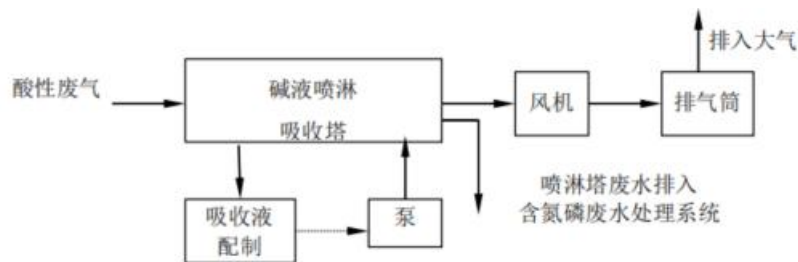 排入大气
酸性废气
碱液喷淋
吸收塔
风机
排气筒
喷淋塔废水排入
含氮磷废水处理系统
吸收液
配制
泵